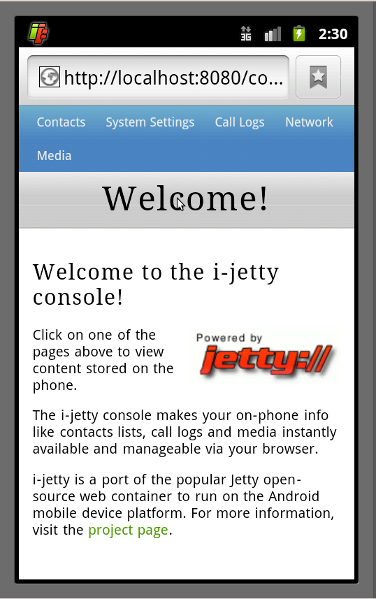 3G 2:30
http://localhost:8080/co...
Contacts System Settings Call Logs Network
Media
Welcome!
Welcome to the i-jetty
console!
Click on one of the
pages above to view
content stored on the
phone.
Powered by
jetty://
The i-jetty console makes your on-phone info
like contacts lists, call logs and media instantly
available and manageable via your browser.
i-jetty is a port of the popular Jetty open-
source web container to run on the Android
mobile device platform. For more information,
visit the project page.